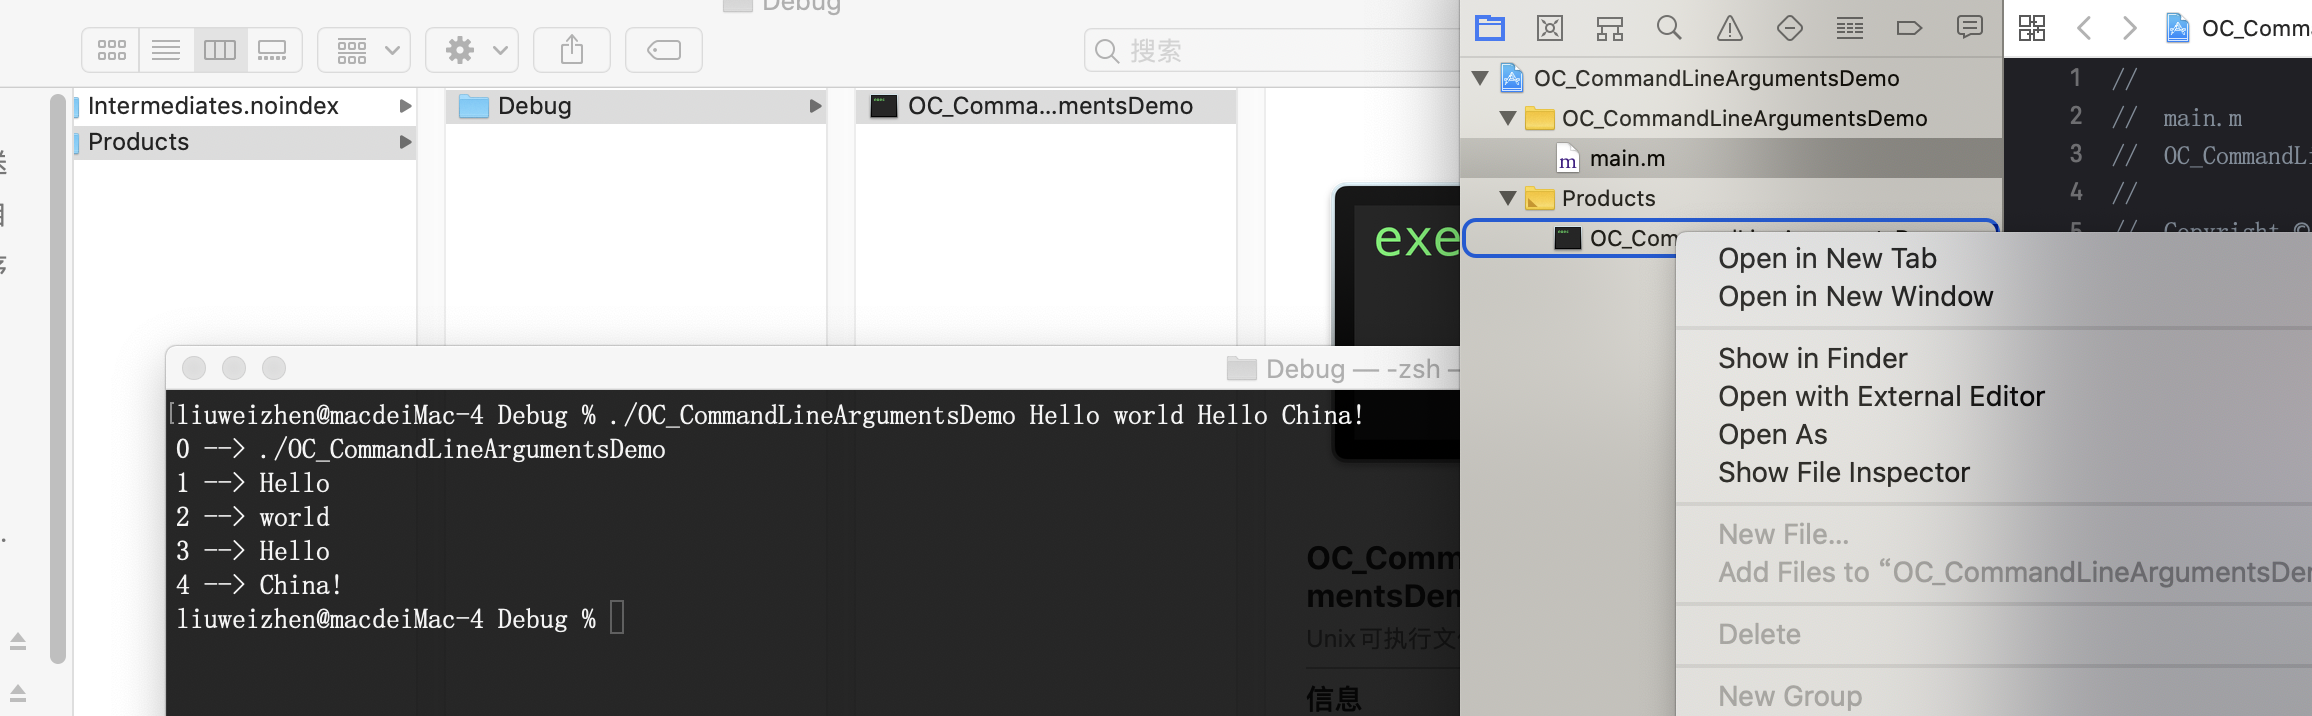 Debug
搜索
Intermediates.noindex
Products
Debug
OC_Comma...mentsDemo
exe
OC_Comm
mentsDem
Unix可执行文
信息
Debug — -zsh —
liuweizhen@macdeiMac-4 Debug % ./OC_CommandLineArgumentsDemo Hello world Hello China!
0 --> ./OC_CommandLineArgumentsDemo
1 --> Hello
2 --> world
3 --> Hello
4 --> China!
liuweizhen@macdeiMac-4 Debug %
OC_CommandLineArgumentsDemo
OC_CommandLineArgumentsDemo
m main.m
Products
OC_Com
Open in New Tab
Open in New Window
Show in Finder
Open with External Editor
Open As
Show File Inspector
New File...
Add Files to “OC_CommandLineArgumentsDe
Delete
New Group
OC_Comm
1 //
2 // main.m
3 // OC_CommandL
4 //
5 // Copyright ©